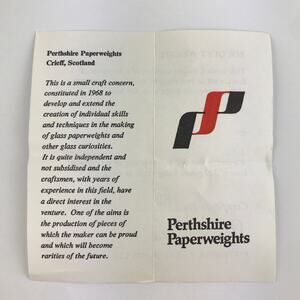 Perthshire Paperweights
Crieff, Scotland
This is a small craft concern,
constituted in 1968 to
develop and extend the
creation of individual skills
and techniques in the making
of glass paperweights and
other glass curiosities.
It is quite independent and
not subsidised and the
craftsmen, with years of
experience in this field, have
a direct interest in the
venture. One of the aims is
the production of pieces of
which the maker can be proud
and which will become
rarities of the future.
Perthshire
Paperweights